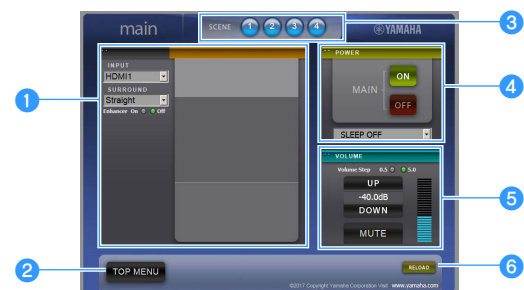 main
SCENE 1 2 3 4
YAMAHA
3
INPUT
HDMI1
SURROUND
Straight
Enhancer On Off
1
POWER
MAIN
ON
OFF
SLEEP OFF
4
VOLUME
Volume Step 0.5 5.0
UP
-40.0dB
DOWN
MUTE
5
TOP MENU
2
RELOAD
6
©2017 Copyright Yamaha Corporation Visit www.yamaha.com